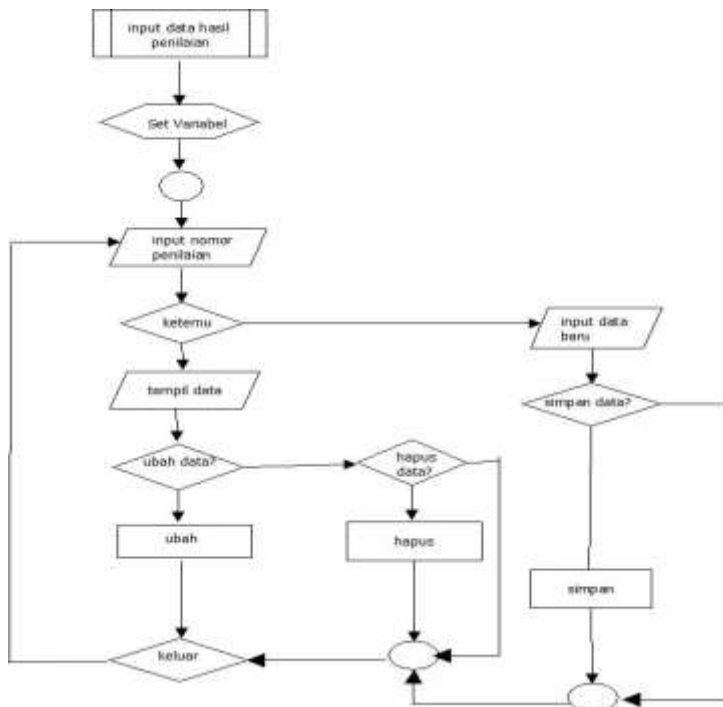 input data hasil
penilaian
Set Variabel
input nomor
penilaian
ketemu
input data
baru
tampil data
simpan data?
ubah data?
hapus
data?
ubah
hapus
simpan
keluar